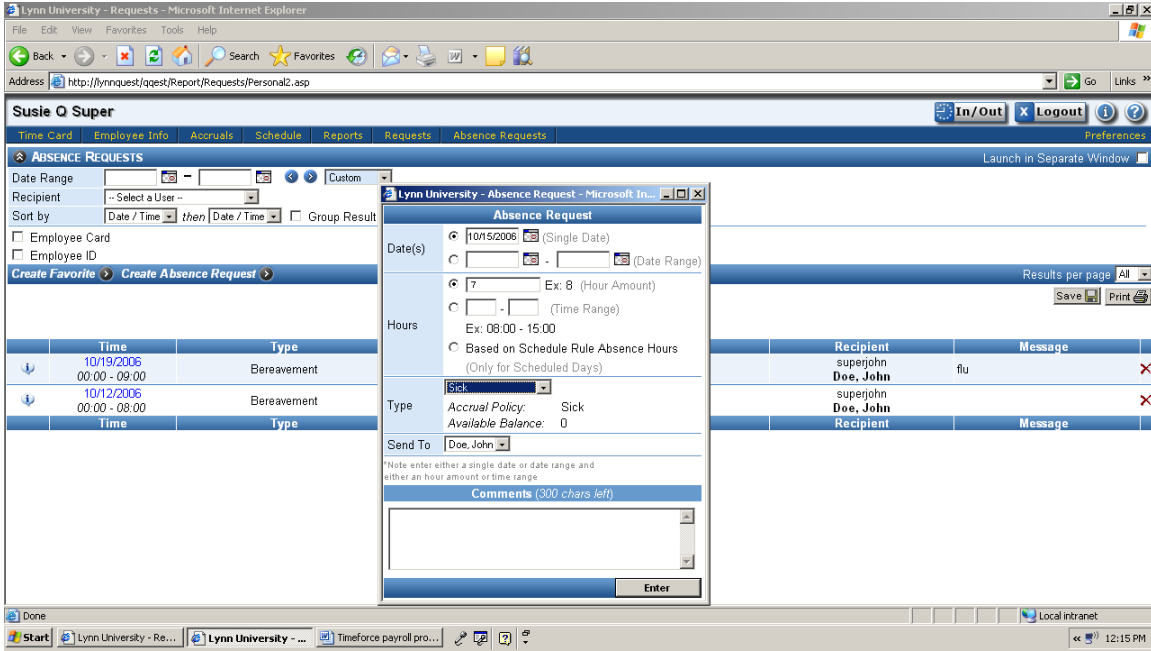 Lynn University - Requests - Microsoft Internet Explorer
File Edit View Favorites Tools Help
Back Search Favorites
Address http://lynnquest/qqest/Report/Requests/Personal2.asp Go Links »
Susie Q Super In/Out X Logout
Time Card Employee Info Accruals Schedule Reports Requests Absence Requests Preferences
ABSENCE REQUESTS Launch in Separate Window
Date Range - Custom
Recipient -- Select a User --
Sort by Date / Time then Date / Time Group Result
Employee Card
Employee ID
Create Favorite Create Absence Request Results per page All
Save Print
Time Type Recipient Message
10/19/2006 superjohn
Bereavement flu
00:00 - 09:00 Doe, John
10/12/2006 superjohn
Bereavement
00:00 - 08:00 Doe, John
Time Type Recipient Message
Lynn University - Absence Request - Microsoft In...
Absence Request
Date(s) 10/15/2006 (Single Date)
- (Date Range)
Hours 7 Ex: 8 (Hour Amount)
- (Time Range)
Ex: 08:00 - 15:00
Based on Schedule Rule Absence Hours
(Only for Scheduled Days)
Type Sick
Accrual Policy: Sick
Available Balance: 0
Send To Doe, John
*Note enter either a single date or date range and
either an hour amount or time range
Comments (300 chars left)
Enter
Done Local intranet
Start Lynn University - Re... Lynn University - ... Timeforce payroll pro... 12:15 PM